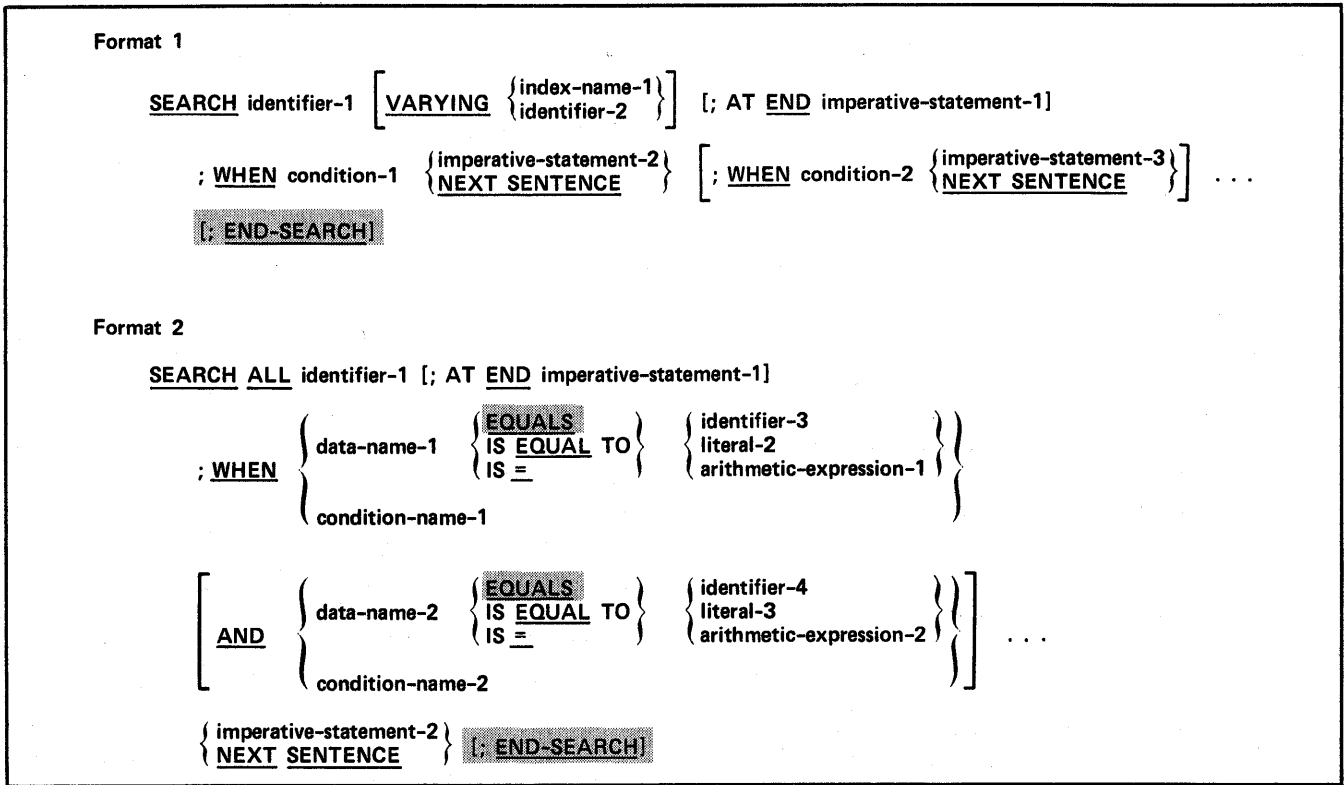 Format 1
SEARCH identifier-1 [VARYING {index-name-1 identifier-2}] [; AT END imperative-statement-1]
; WHEN condition-1 {imperative-statement-2 NEXT SENTENCE} [; WHEN condition-2 {imperative-statement-3 NEXT SENTENCE}] ...
[; END-SEARCH]
Format 2
SEARCH ALL identifier-1 [; AT END imperative-statement-1]
EQUALS identifier-3
; WHEN data-name-1 IS EQUAL TO literal-2
IS = arithmetic-expression-1
condition-name-1
EQUALS identifier-4
AND data-name-2 IS EQUAL TO literal-3 ...
IS = arithmetic-expression-2
condition-name-2
{imperative-statement-2 NEXT SENTENCE} [; END-SEARCH]